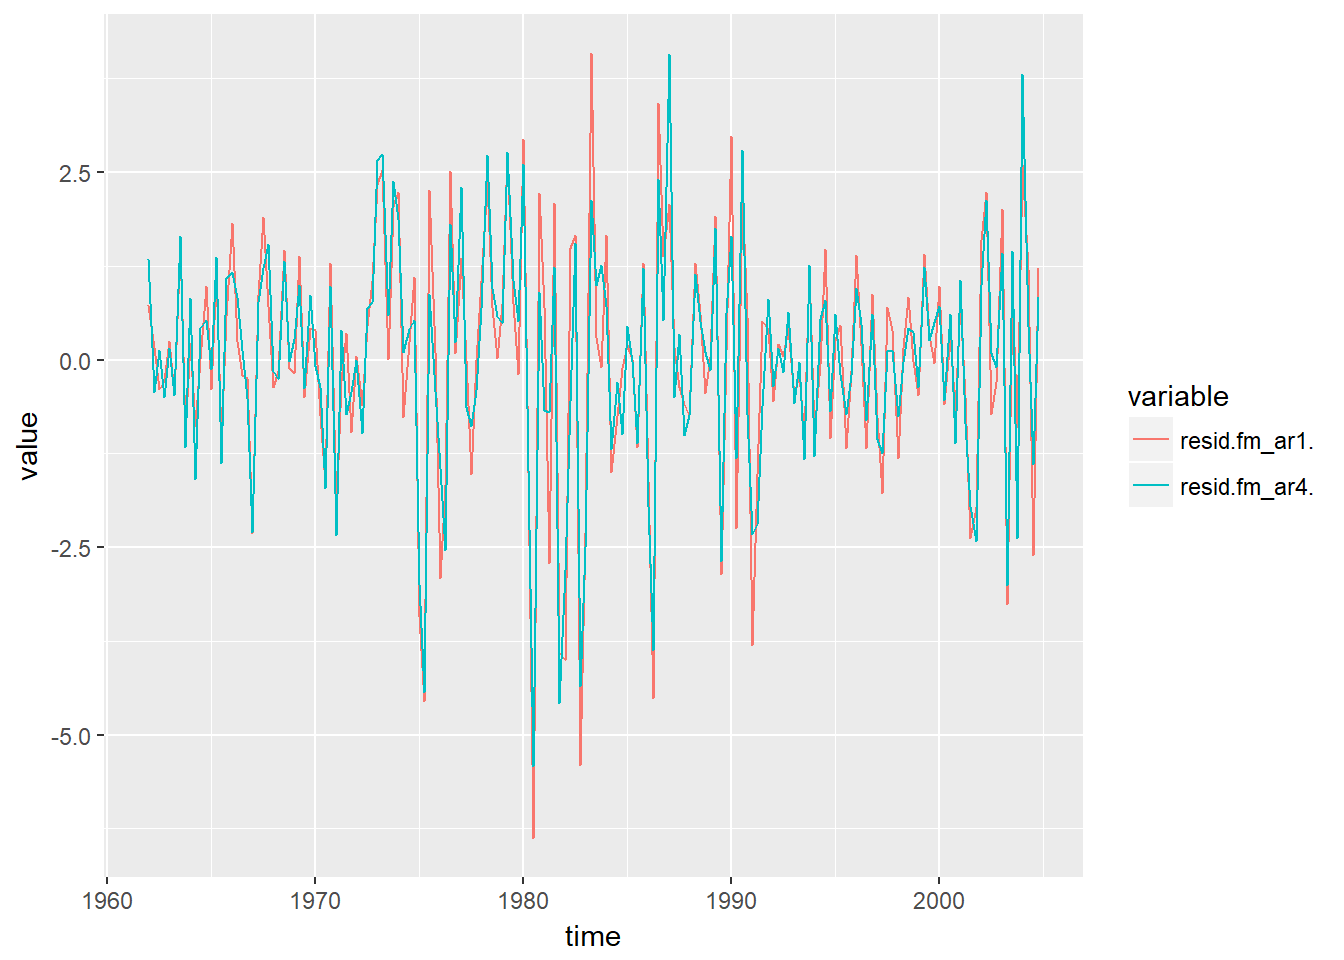 2.5
0.0
-2.5
-5.0
value
1960 1970 1980 1990 2000
time
variable
resid.fm_ar1.
resid.fm_ar4.